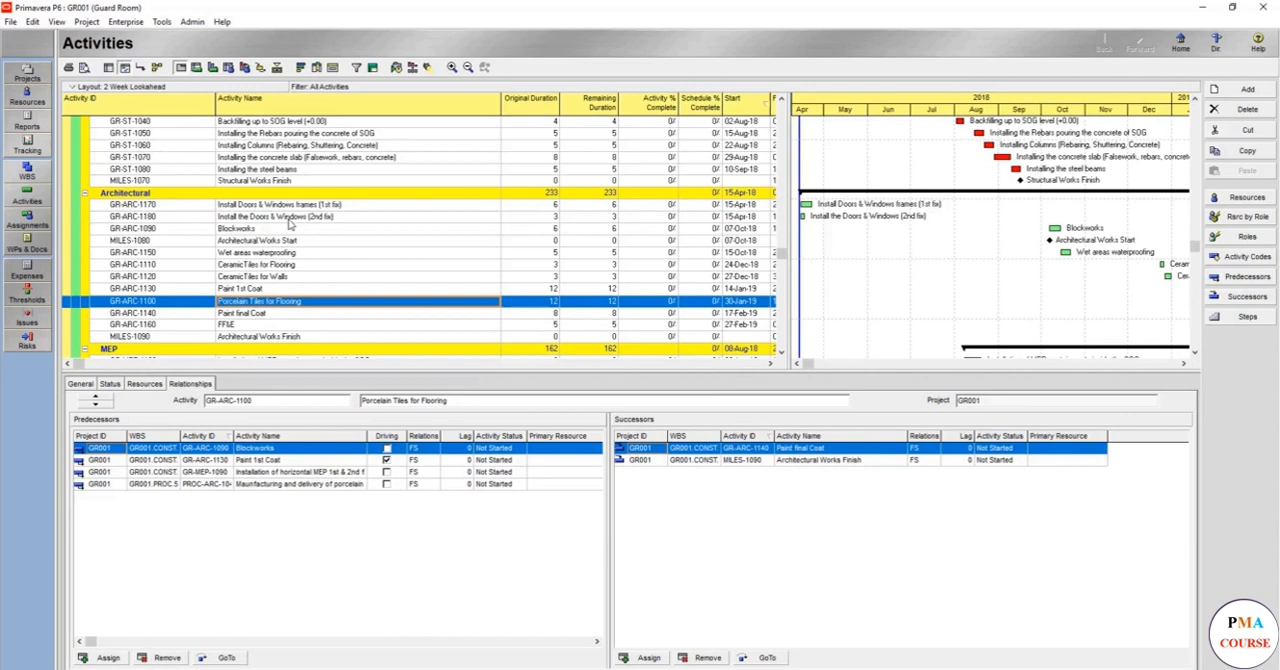 Primavera P6 : GR001 (Guard Room)
File Edit View Project Enterprise Tools Admin Help
Activities
Back Forward Home Dir. Help
Layout: 2 Week Lookahead Filter: All Activities
Activity ID Activity Name Original Duration Remaining Duration Activity % Complete Schedule % Complete Start F
2018 201
Apr May Jun Jul Aug Sep Oct Nov Dec J
GR-ST-1040 Backfilling up to SOG level (+0.00) 4 4 0/ 0/ 02-Aug-18 Backfilling up to SOG level (+0.00)
GR-ST-1050 Installing the Rebars pouring the concrete of SOG 5 5 0/ 0/ 15-Aug-18 Installing the Rebars pouring the concrete of SOG
GR-ST-1060 Installing Columns (Rebaring, Shuttering, Concrete) 5 5 0/ 0/ 22-Aug-18 Installing Columns (Rebaring, Shuttering, Concrete)
GR-ST-1070 Installing the concrete slab (Falsework, rebars, concrete) 8 8 0/ 0/ 29-Aug-18 Installing the concrete slab (Falsework, rebars, concret
GR-ST-1080 Installing the steel beams 5 5 0/ 0/ 10-Sep-18 Installing the steel beams
MILES-1070 Structural Works Finish 0 0 0/ 0/ Structural Works Finish
Architectural 233 233 0/ 15-Apr-18
GR-ARC-1170 Install Doors & Windows frames (1st fix) 6 6 0/ 0/ 15-Apr-18 Install Doors & Windows frames (1st fix)
GR-ARC-1180 Install the Doors & Windows (2nd fix) 3 3 0/ 0/ 15-Apr-18 Install the Doors & Windows (2nd fix)
GR-ARC-1090 Blockworks 6 6 0/ 0/ 07-Oct-18 Blockworks
MILES-1080 Architectural Works Start 0 0 0/ 0/ 07-Oct-18 Architectural Works Start
GR-ARC-1150 Wet areas waterproofing 5 5 0/ 0/ 15-Oct-18 Wet areas waterproofing
GR-ARC-1110 CeramicTiles for Flooring 3 3 0/ 0/ 24-Dec-18 Ceram
GR-ARC-1120 CeramicTiles for Walls 3 3 0/ 0/ 27-Dec-18 Cer
GR-ARC-1130 Paint 1st Coat 12 12 0/ 0/ 14-Jan-19
GR-ARC-1100 Porcelain Tiles for Flooring 12 12 0/ 0/ 30-Jan-19
GR-ARC-1140 Paint final Coat 8 8 0/ 0/ 17-Feb-19
GR-ARC-1160 FF&E 5 5 0/ 0/ 27-Feb-19
MILES-1090 Architectural Works Finish 0 0 0/ 0/
MEP 162 162 0/ 08-Aug-18
Projects
Resources
Reports
Tracking
WBS
Activities
Assignments
WPs & Docs
Expenses
Thresholds
Issues
Risks
Add
Delete
Cut
Copy
Paste
Resources
Rsrc by Role
Roles
Activity Codes
Predecessors
Successors
Steps
General Status Resources Relationships
Activity GR-ARC-1100 Porcelain Tiles for Flooring Project GR001
Predecessors
Project ID WBS Activity ID Activity Name Driving Relations Lag Activity Status Primary Resource
GR001 GR001.CONST. GR-ARC-1090 Blockworks FS 0 Not Started
GR001 GR001.CONST. GR-ARC-1130 Paint 1st Coat FS 0 Not Started
GR001 GR001.CONST. GR-MEP-1090 Installation of horizontal MEP 1st & 2nd f FS 0 Not Started
GR001 GR001.PROC.5 PROC-ARC-10 Maunfacturing and delivery of porcelain FS 0 Not Started
Assign Remove GoTo
Successors
Project ID WBS Activity ID Activity Name Relations Lag Activity Status Primary Resource
GR001 GR001.CONST GR-ARC-1140 Paint final Coat FS 0 Not Started
GR001 GR001.CONST. MILES-1090 Architectural Works Finish FS 0 Not Started
Assign Remove GoTo
PMA
COURSE